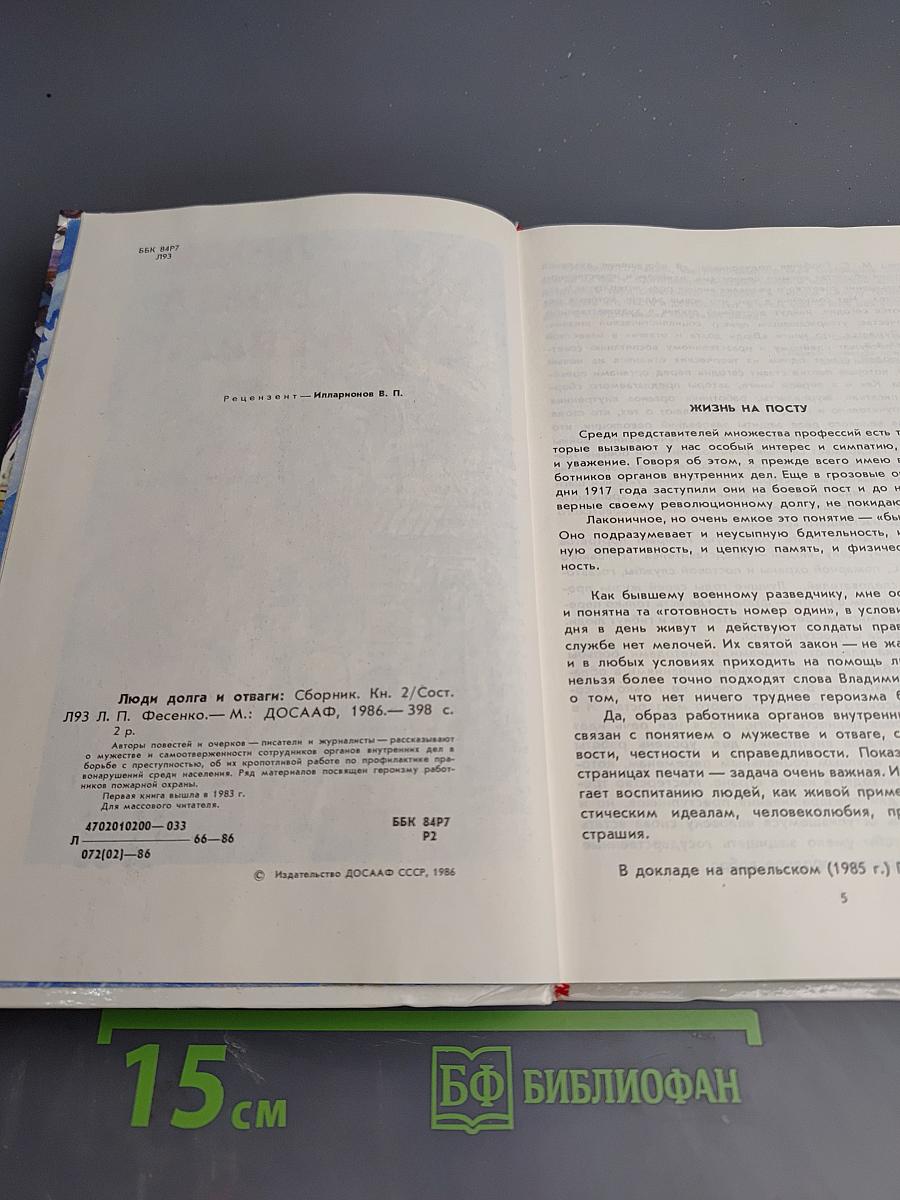 ББК 84Р7
Л93
Рецензент — Илларионов В. П.
Люди долга и отваги: Сборник. Кн. 2/Сост.
Л93 Л. П. Фесенко.— М.: ДОСААФ, 1986.— 398 с.
2 р.
Авторы повестей и очерков — писатели и журналисты — рассказывают
о мужестве и самоотверженности сотрудников органов внутренних дел в
борьбе с преступностью, об их кропотливой работе по профилактике пра-
вонарушений среди населения. Ряд материалов посвящен героизму работ-
ников пожарной охраны.
Первая книга вышла в 1983 г.
Для массового читателя.
4702010200—033
Л 66—86
072(02)—86
ББК 84Р7
Р2
© Издательство ДОСААФ СССР, 1986
ЖИЗНЬ НА ПОСТУ
Среди представителей множества профессий есть т
торые вызывают у нас особый интерес и симпатию,
и уважение. Говоря об этом, я прежде всего имею в
ботников органов внутренних дел. Еще в грозовые о
дни 1917 года заступили они на боевой пост и до н
верные своему революционному долгу, не покидаю
Лаконичное, но очень емкое это понятие — «бы
Оно подразумевает и неусыпную бдительность, и
ную оперативность, и цепкую память, и физичес
ность.
Как бывшему военному разведчику, мне ос
и понятна та «готовность номер один», в услови
дня в день живут и действуют солдаты прав
службе нет мелочей. Их святой закон — не жа
и в любых условиях приходить на помощь л
нельзя более точно подходят слова Владими
о том, что нет ничего труднее героизма б
Да, образ работника органов внутренн
связан с понятием о мужестве и отваге, с
вости, честности и справедливости. Показ
страницах печати — задача очень важная. И
гает воспитанию людей, как живой приме
стическим идеалам, человеколюбия, пр
страшия.
В докладе на апрельском (1985 г.) П
5
15 см
БФ БИБЛИОФАН